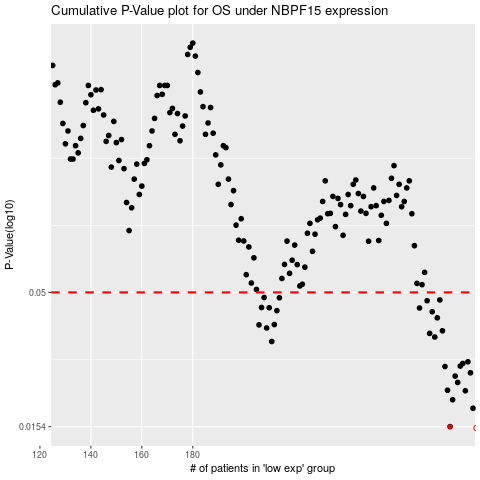 Cumulative P-Value plot for OS under NBPF15 expression
P-Value(log10)
0.05
0.0154
120 140 160 180
# of patients in 'low exp' group